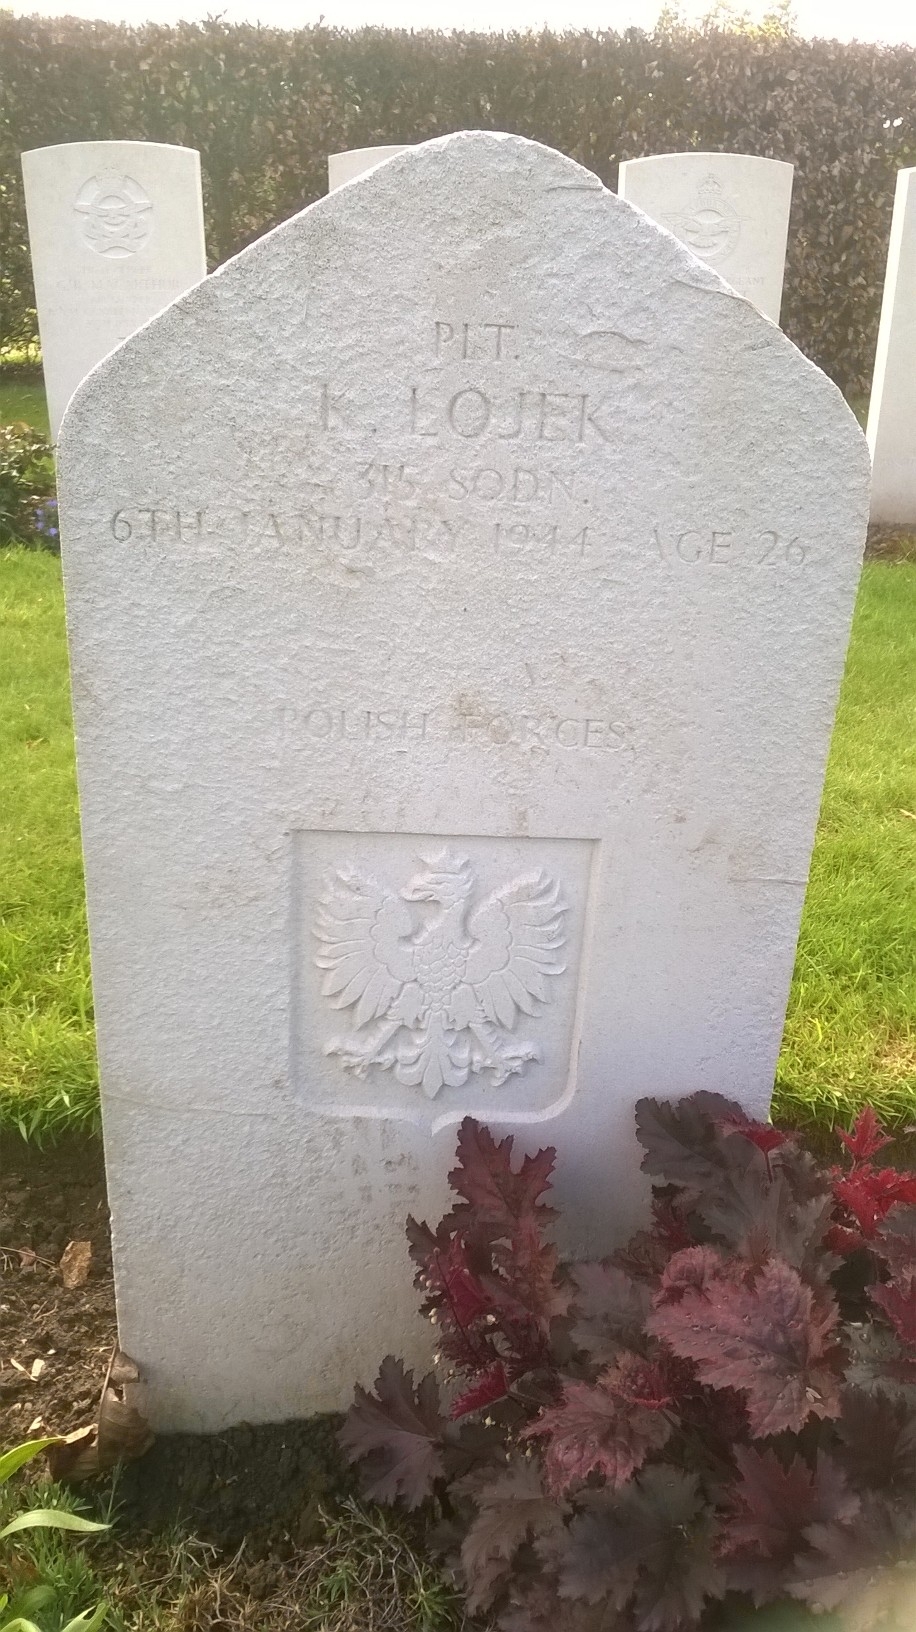 PLT.
K. LOJEK
315 SQDN.
6TH JANUARY 1944 AGE 26
POLISH FORCES